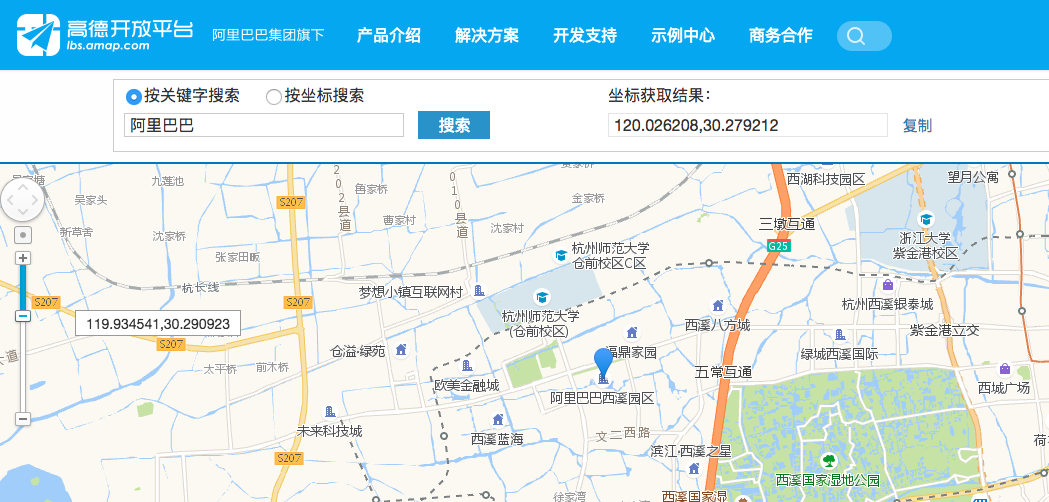 高德开放平台
lbs.amap.com
阿里巴巴集团旗下
产品介绍
解决方案
开发支持
示例中心
商务合作
按关键字搜索
按坐标搜索
坐标获取结果：
阿里巴巴
搜索
120.026208,30.279212
复制
九莲池
吴家头
202县道
鱼家桥
010县道
金家桥
西湖科技园区
望月公寓
S207
曹家村
沈家村
三墩互通
新草舍
沈家桥
G25
浙江大学
紫金港校区
张家田畈
杭州师范大学
仓前校区C区
杭长线
梦想小镇互联网村
S207
S207
杭州西溪银泰城
119.934541,30.290923
杭州师范大学
(仓前校区)
西溪八方城
紫金港立交
S207
仓溢·绿苑
福鼎家园
绿城西溪国际
太平桥
前木桥
五常互通
欧美金融城
西城广场
阿里巴巴西溪园区
未来科技城
西溪蓝海
文二西路
滨江·西溪之星
S207
西溪国家湿地公园
徐家湾
西溪国家湿